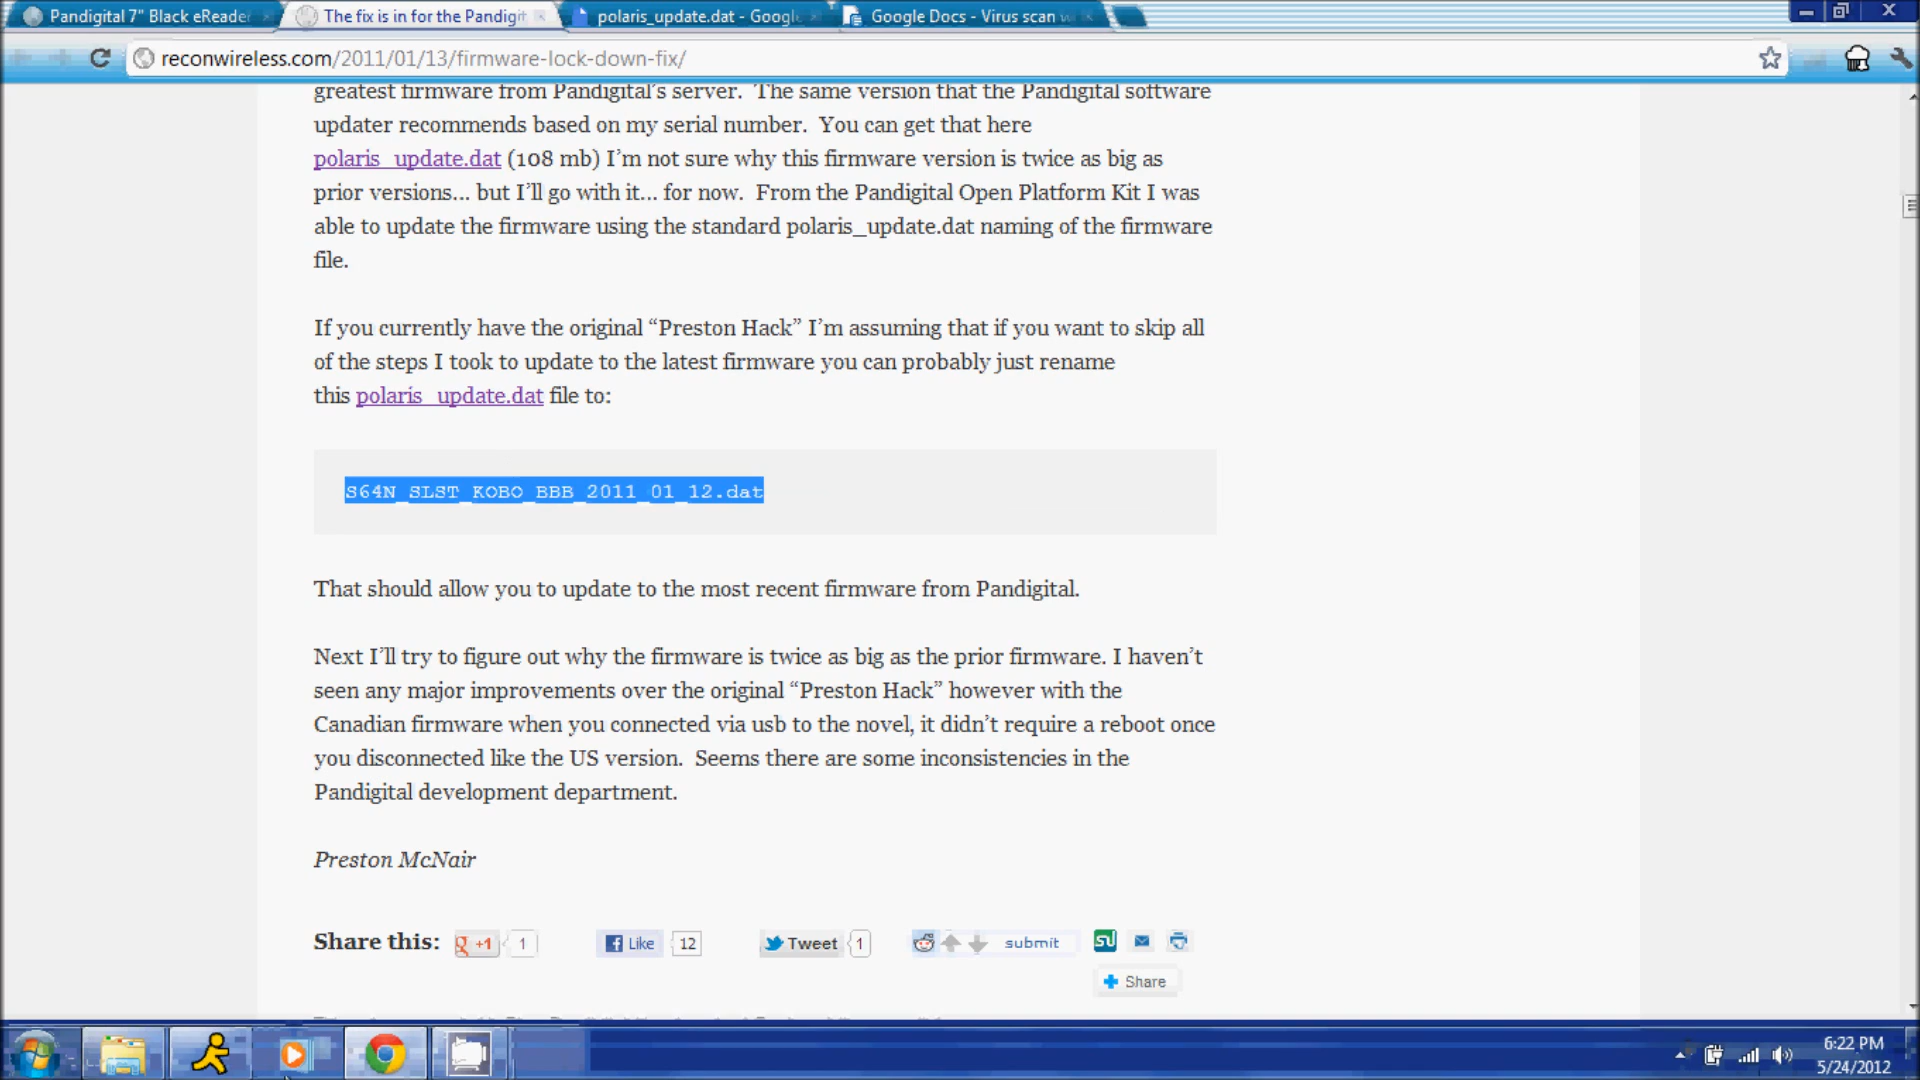 Pandigital 7" Black eReader
The fix is in for the Pandigit
polaris_update.dat - Google
Google Docs - Virus scan w
reconwireless.com/2011/01/13/firmware-lock-down-fix/
greatest firmware from Pandigital's server.  The same version that the Pandigital software
updater recommends based on my serial number.  You can get that here
polaris_update.dat (108 mb) I'm not sure why this firmware version is twice as big as
prior versions... but I'll go with it... for now.  From the Pandigital Open Platform Kit I was
able to update the firmware using the standard polaris_update.dat naming of the firmware
file.
If you currently have the original “Preston Hack” I'm assuming that if you want to skip all
of the steps I took to update to the latest firmware you can probably just rename
this polaris_update.dat file to:
S64N_SLST_KOBO_BBB_2011_01_12.dat
That should allow you to update to the most recent firmware from Pandigital.
Next I'll try to figure out why the firmware is twice as big as the prior firmware. I haven't
seen any major improvements over the original “Preston Hack” however with the
Canadian firmware when you connected via usb to the novel, it didn't require a reboot once
you disconnected like the US version.  Seems there are some inconsistencies in the
Pandigital development department.
Preston McNair
Share this: g +1 1 Like 12 Tweet 1 submit
Share
6:22 PM
5/24/2012